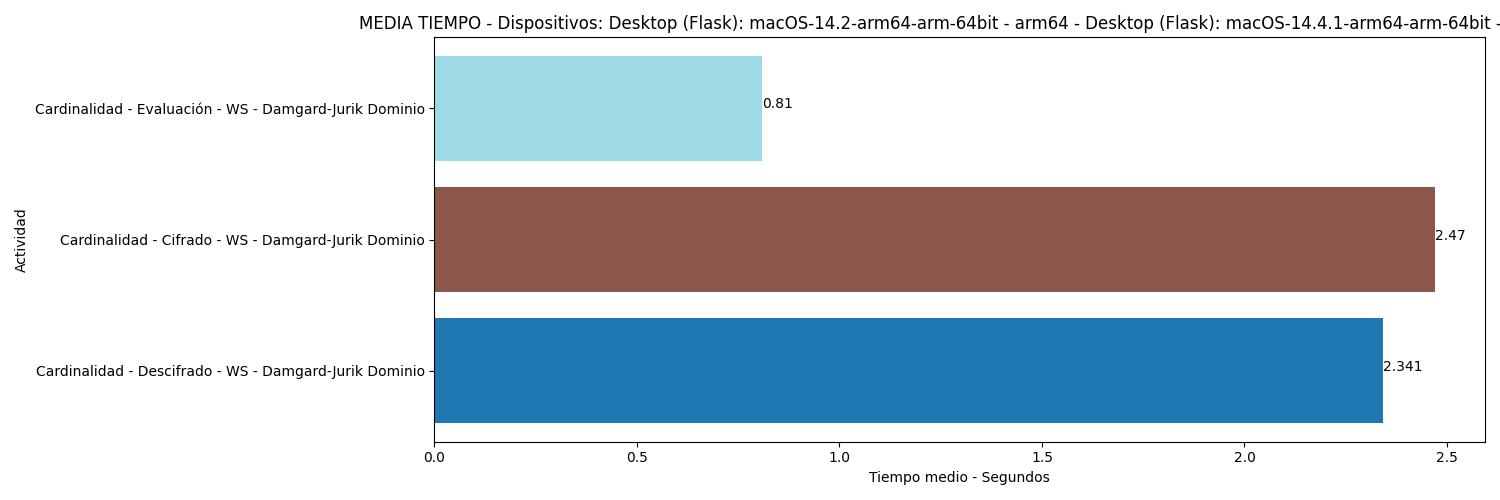 MEDIA TIEMPO - Dispositivos: Desktop (Flask): macOS-14.2-arm64-arm-64bit - arm64 - Desktop (Flask): macOS-14.4.1-arm64-arm-64bit -
Cardinalidad - Evaluación - WS - Damgard-Jurik Dominio
0.81
Cardinalidad - Cifrado - WS - Damgard-Jurik Dominio
2.47
Cardinalidad - Descifrado - WS - Damgard-Jurik Dominio
2.341
Actividad
0.0 0.5 1.0 1.5 2.0 2.5
Tiempo medio - Segundos